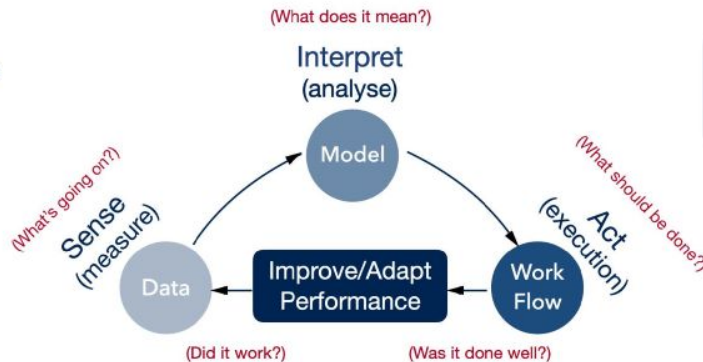 (What does it mean?)
Interpret
(analyse)
Model
(What's going on?)
Sense
(measure)
Data
(What should be done?)
Act
(execution)
Work
Flow
Improve/Adapt
Performance
(Did it work?)
(Was it done well?)